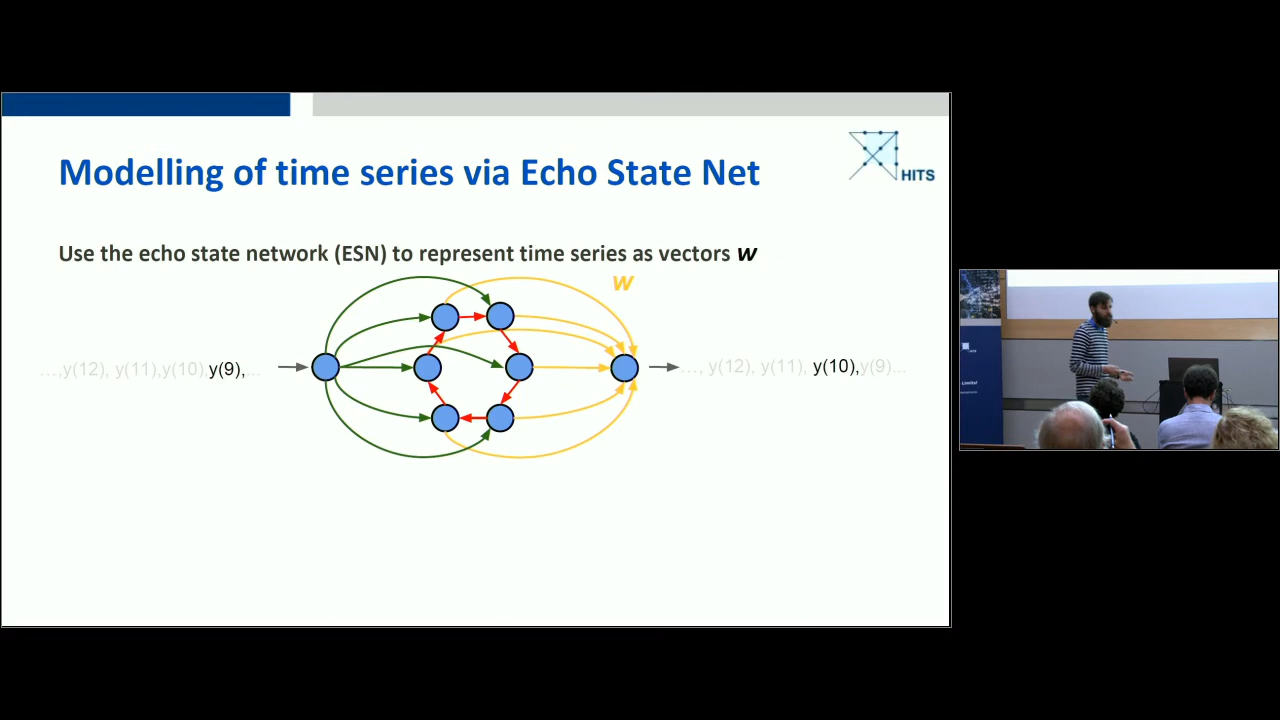 Modelling of time series via Echo State Net
HITS
Use the echo state network (ESN) to represent time series as vectors w
w
...,y(12), y(11),y(10),y(9),...
..., y(12), y(11), y(10),y(9)...